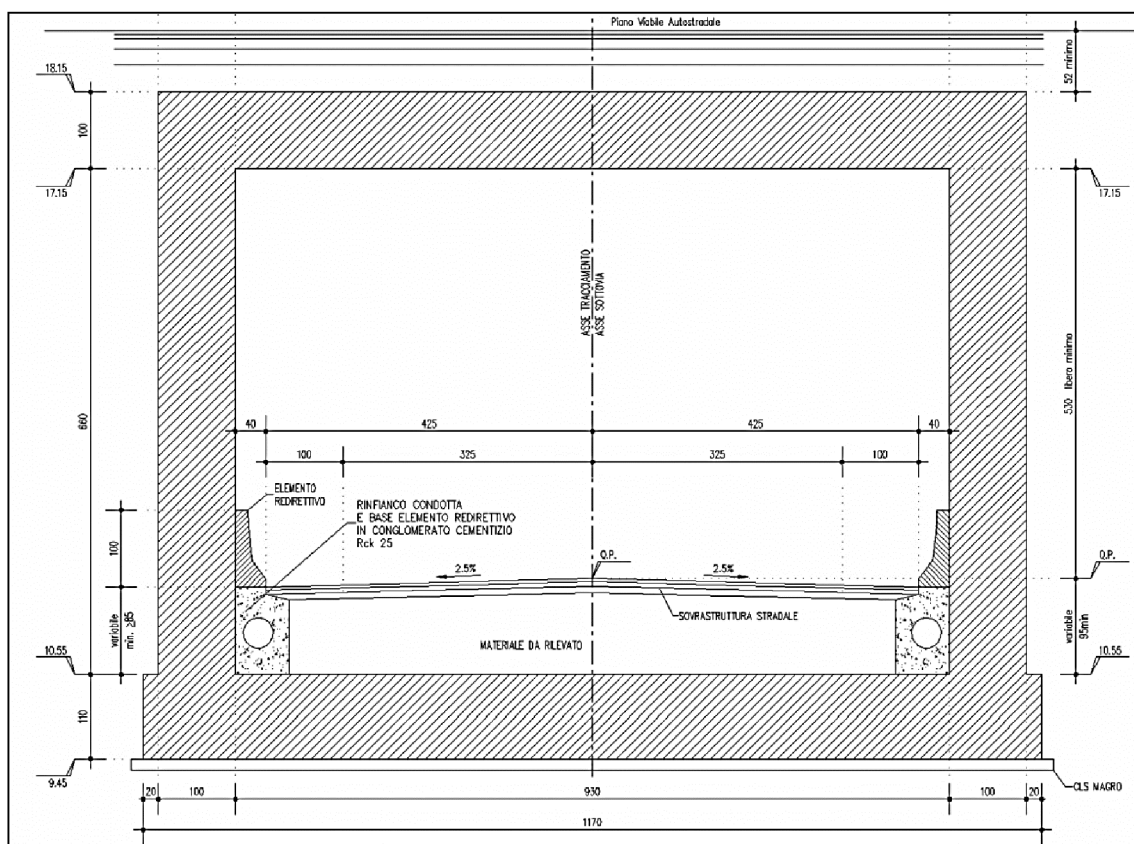 Piano Viabile Autostradale
18.15
52 minimo
100
17.15
17.15
ASSE TRACCIAMENTO
ASSE SOTTOVIA
660
530 libero minimo
40
425
425
40
100
325
325
100
ELEMENTO
REDIRETTIVO
RINFIANCO CONDOTTA
E BASE ELEMENTO REDIRETTIVO
IN CONGLOMERATO CEMENTIZIO
Rck 25
100
Q.P.
Q.P.
2.5%
2.5%
SOVRASTRUTTURA STRADALE
variabile
min. ≥85
MATERIALE DA RILEVATO
variabile
95min
10.55
10.55
110
9.45
CLS MAGRO
20
100
930
100
20
1170